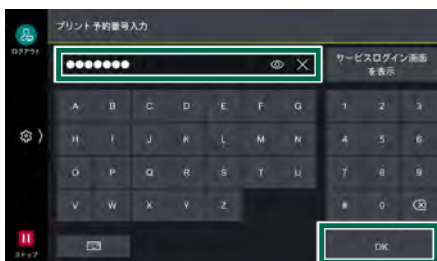 プリント予約番号入力
ログアウト
●●●●●●●
サービスログイン画面
を表示
A B C D E F G 1 2 3
H I J K L M N 4 5 6
O P Q R S T U 7 8 9
V W X Y Z * 0
OK
ストップ